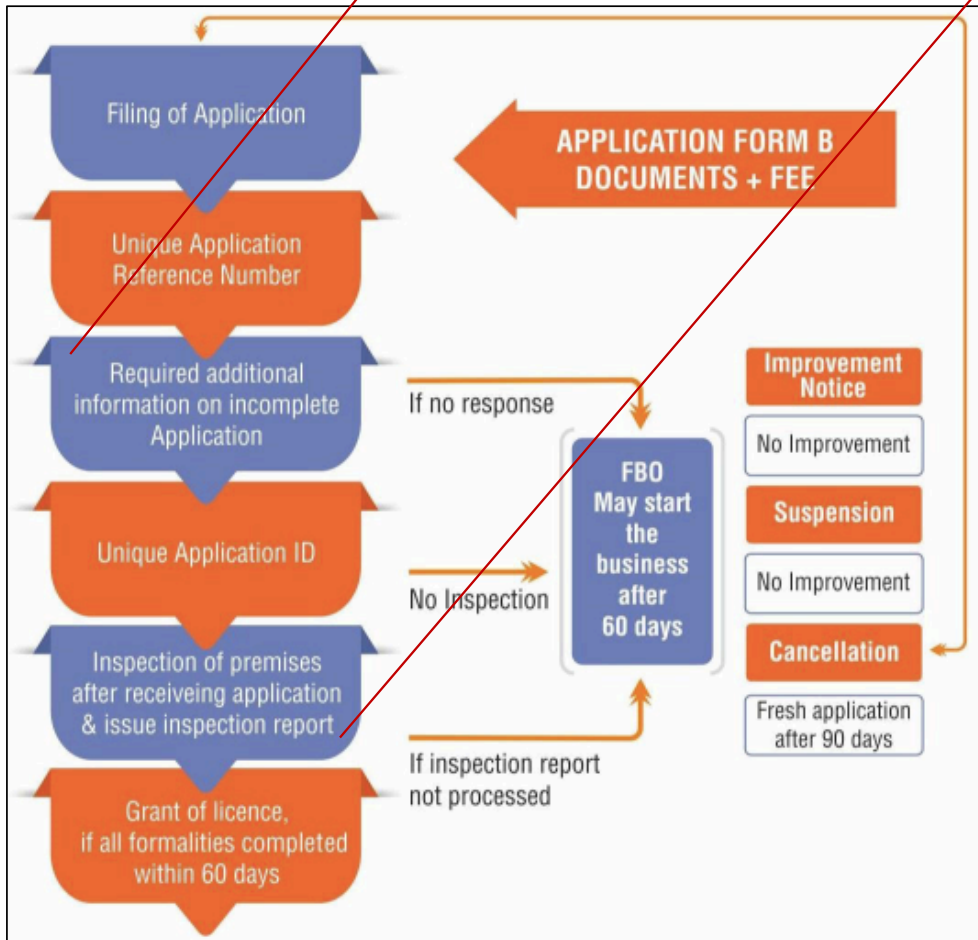 Filing of Application
APPLICATION FORM B
DOCUMENTS + FEE
Unique Application
Reference Number
Required additional
information on incomplete
Application
If no response
Improvement
Notice
No Improvement
FBO
May start
the
business
after
60 days
Suspension
Unique Application ID
No Inspection
No Improvement
Cancellation
Inspection of premises
after receiveing application
& issue inspection report
Fresh application
after 90 days
If inspection report
not processed
Grant of licence,
if all formalities completed
within 60 days